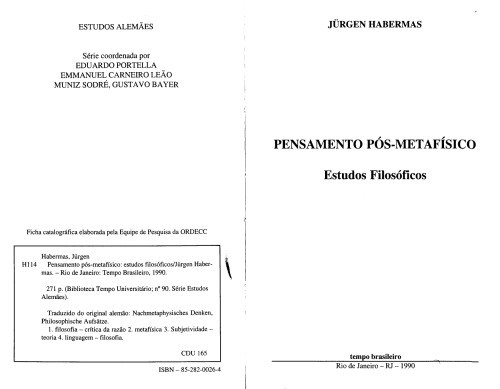 ESTUDOS ALEMÃES
Série coordenada por
EDUARDO PORTELLA
EMMANUEL CARNEIRO LEÃO
MUNIZ SODRÉ, GUSTAVO BAYER
Ficha catalográfica elaborada pela Equipe de Pesquisa da ORDECC
Habermas, Jürgen
H114 Pensamento pós-metafísico: estudos filosóficos/Jürgen Haber-
mas. – Rio de Janeiro: Tempo Brasileiro, 1990.
271 p. (Biblioteca Tempo Universitário; nº 90. Série Estudos
Alemães).
Traduzido do original alemão: Nachmetaphysisches Denken,
Philosophische Aufsätze.
1. filosofia – crítica da razão 2. metafísica 3. Subjetividade –
teoria 4. linguagem – filosofia.
CDU 165
ISBN – 85-282-0026-4
JÜRGEN HABERMAS
PENSAMENTO PÓS-METAFÍSICO
Estudos Filosóficos
tempo brasileiro
Rio de Janeiro – RJ – 1990